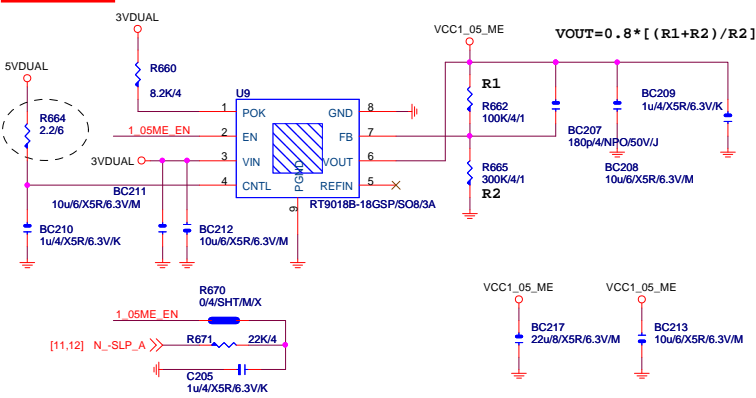 3VDUAL
VCC1_05_ME
VOUT=0.8*[(R1+R2)/R2]
5VDUAL
R660
8.2K/4
U9
R664
2.2/6
1 POK
GND 8
1_05ME_EN
2 EN
FB 7
3VDUAL
3 VIN
VOUT 6
4 CNTL
REFIN 5
PGND
9
RT9018B-18GSP/SO8/3A
R1
R662
100K/4/1
R665
300K/4/1
R2
BC207
180p/4/NPO/50V/J
BC208
10u/6/X5R/6.3V/M
BC209
1u/4/X5R/6.3V/K
BC211
10u/6/X5R/6.3V/M
BC210
1u/4/X5R/6.3V/K
BC212
10u/6/X5R/6.3V/M
R670
0/4/SHT/M/X
1_05ME_EN
[11,12] N_-SLP_A
R671
22K/4
C205
1u/4/X5R/6.3V/K
VCC1_05_ME
BC217
22u/8/X5R/6.3V/M
VCC1_05_ME
BC213
10u/6/X5R/6.3V/M